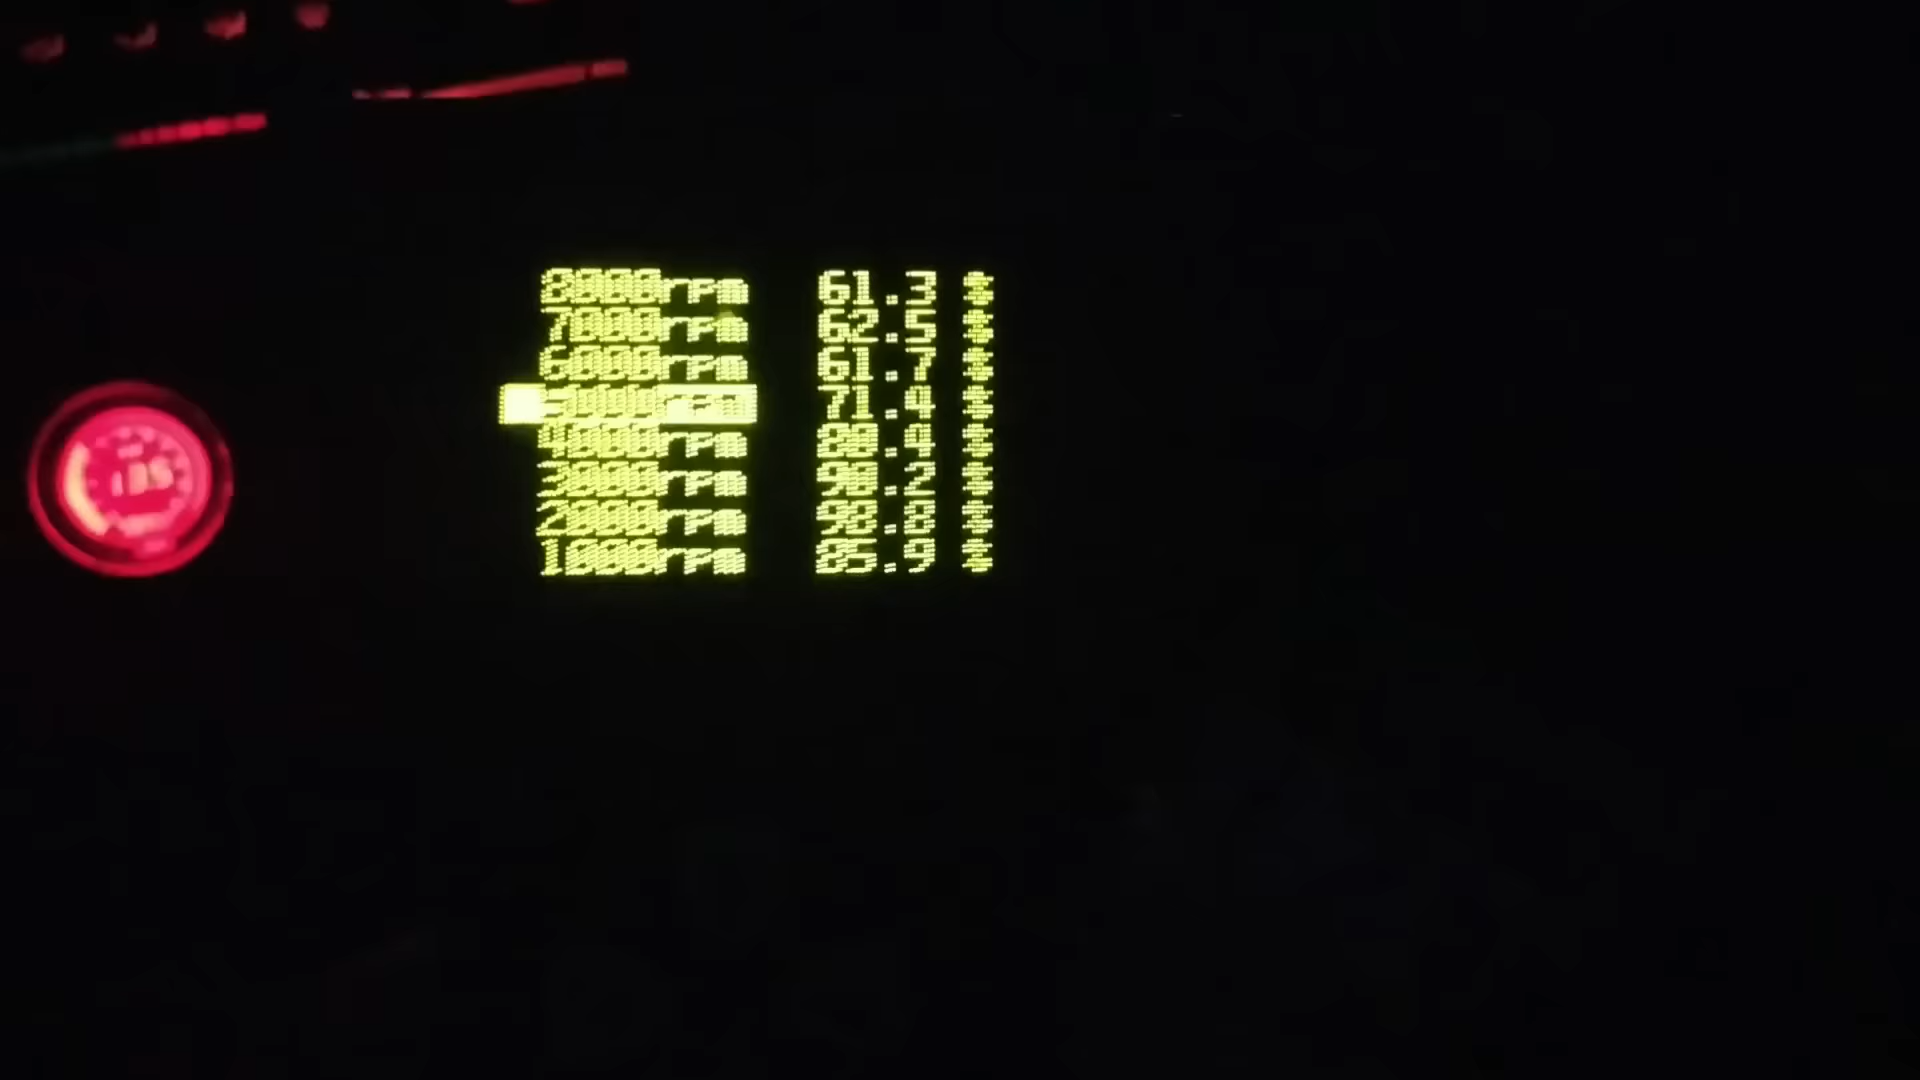 8000rpm 61.3 %
7000rpm 62.5 %
6000rpm 61.7 %
5000rpm 71.4 %
4000rpm 80.4 %
3000rpm 90.2 %
2000rpm 98.8 %
1000rpm 85.9 %